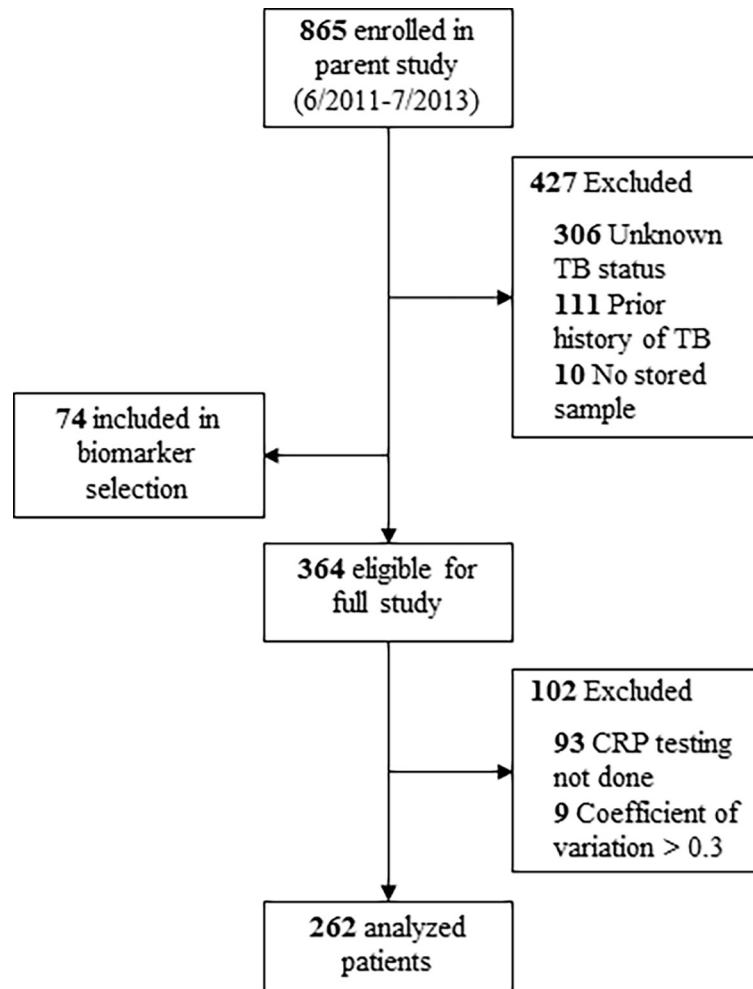 865 enrolled in
parent study
(6/2011-7/2013)
427 Excluded
306 Unknown
TB status
111 Prior
history of TB
10 No stored
sample
74 included in
biomarker
selection
364 eligible for
full study
102 Excluded
93 CRP testing
not done
9 Coefficient of
variation > 0.3
262 analyzed
patients